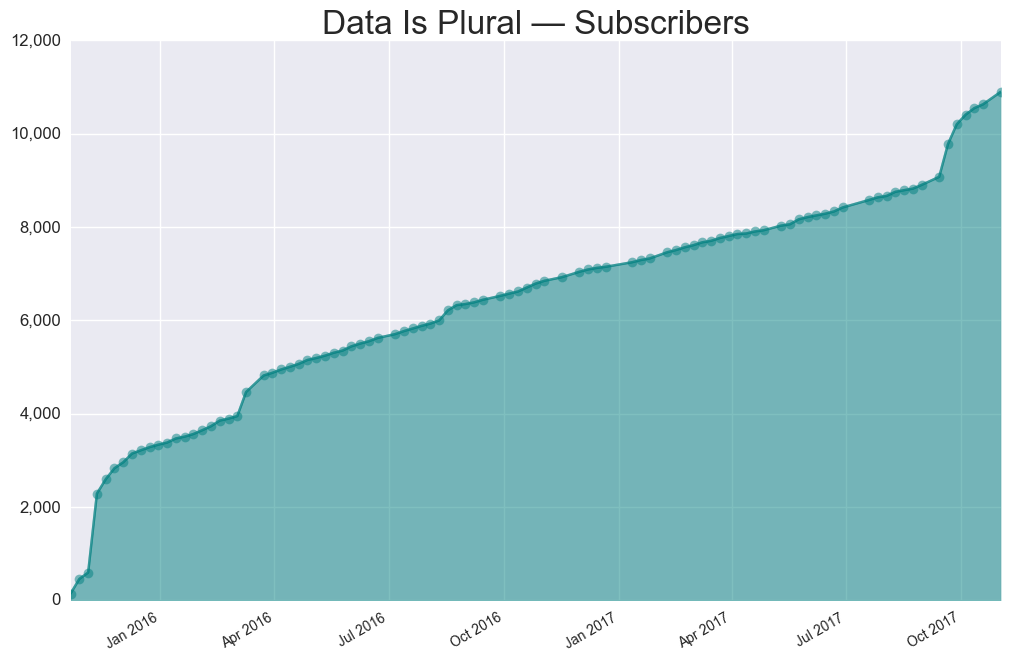 Data Is Plural — Subscribers
12,000
10,000
8,000
6,000
4,000
2,000
0
Jan 2016
Apr 2016
Jul 2016
Oct 2016
Jan 2017
Apr 2017
Jul 2017
Oct 2017